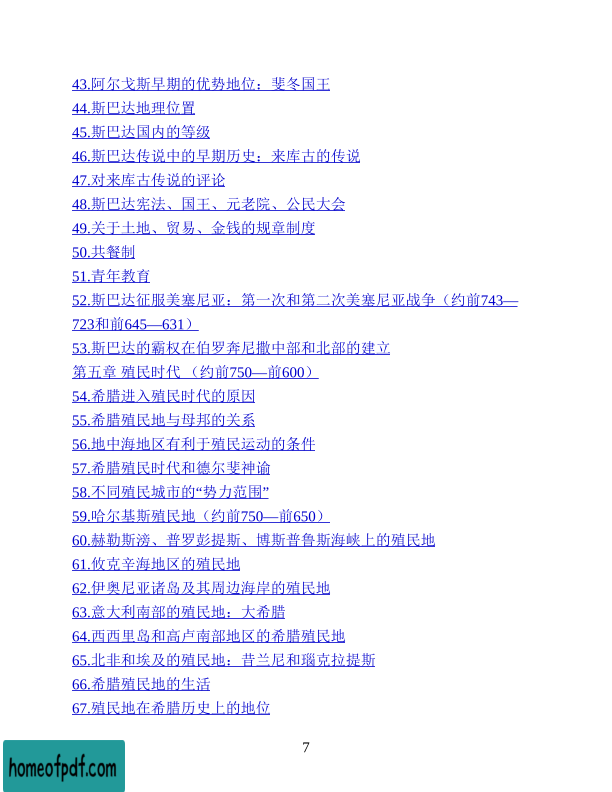 43.阿尔戈斯早期的优势地位：斐冬国王
44.斯巴达地理位置
45.斯巴达国内的等级
46.斯巴达传说中的早期历史：来库古的传说
47.对来库古传说的评论
48.斯巴达宪法、国王、元老院、公民大会
49.关于土地、贸易、金钱的规章制度
50.共餐制
51.青年教育
52.斯巴达征服美塞尼亚：第一次和第二次美塞尼亚战争（约前743—
723和前645—631）
53.斯巴达的霸权在伯罗奔尼撒中部和北部的建立
第五章 殖民时代 （约前750—前600）
54.希腊进入殖民时代的原因
55.希腊殖民地与母邦的关系
56.地中海地区有利于殖民运动的条件
57.希腊殖民时代和德尔斐神谕
58.不同殖民城市的“势力范围”
59.哈尔基斯殖民地（约前750—前650）
60.赫勒斯滂、普罗彭提斯、博斯普鲁斯海峡上的殖民地
61.攸克辛海地区的殖民地
62.伊奥尼亚诸岛及其周边海岸的殖民地
63.意大利南部的殖民地：大希腊
64.西西里岛和高卢南部地区的希腊殖民地
65.北非和埃及的殖民地：昔兰尼和瑙克拉提斯
66.希腊殖民地的生活
67.殖民地在希腊历史上的地位
7
homeofpdf.com